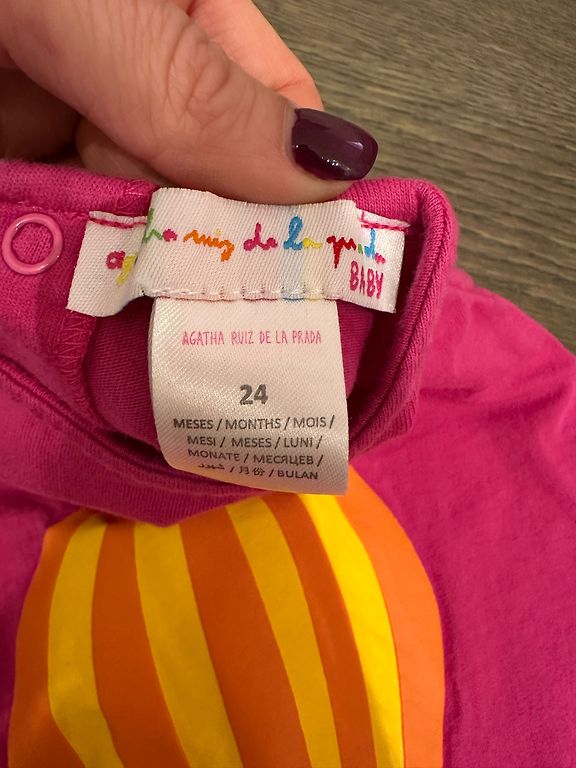 agatha ruiz de la prada
BABY
AGATHA RUIZ DE LA PRADA
24
MESES / MONTHS / MOIS /
MESI / MESES / LUNI /
MONATE / МЕСЯЦЕВ /
شهور / 月份 / BULAN